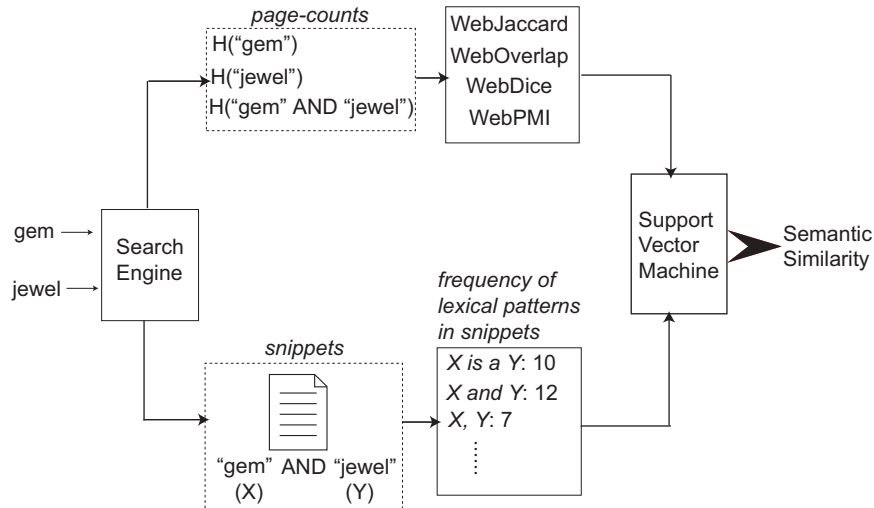 page-counts
H(“gem”)
H(“jewel”)
H(“gem” AND “jewel”)
WebJaccard
WebOverlap
WebDice
WebPMI
gem
jewel
Search
Engine
snippets
“gem” AND “jewel”
(X) (Y)
frequency of
lexical patterns
in snippets
X is a Y: 10
X and Y: 12
X, Y: 7
Support
Vector
Machine
Semantic
Similarity